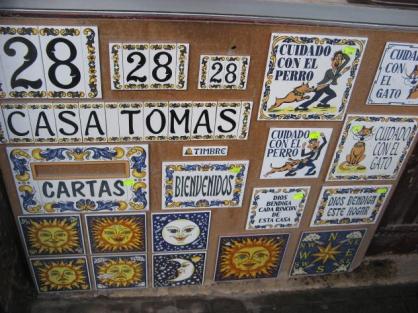 28
28
28
CUIDADO
CON EL
PERRO
CON EL
GATO
CASA TOMAS
TIMBRE
CUIDADO
CON EL
PERRO
CUIDADO
CON EL
GATO
CARTAS
BIENVENIDOS
DIOS
BENDIGA
CADA RINCON
DE
ESTA CASA
DIOS
BENDIGA
ESTE HOGAR
N
W
E
S